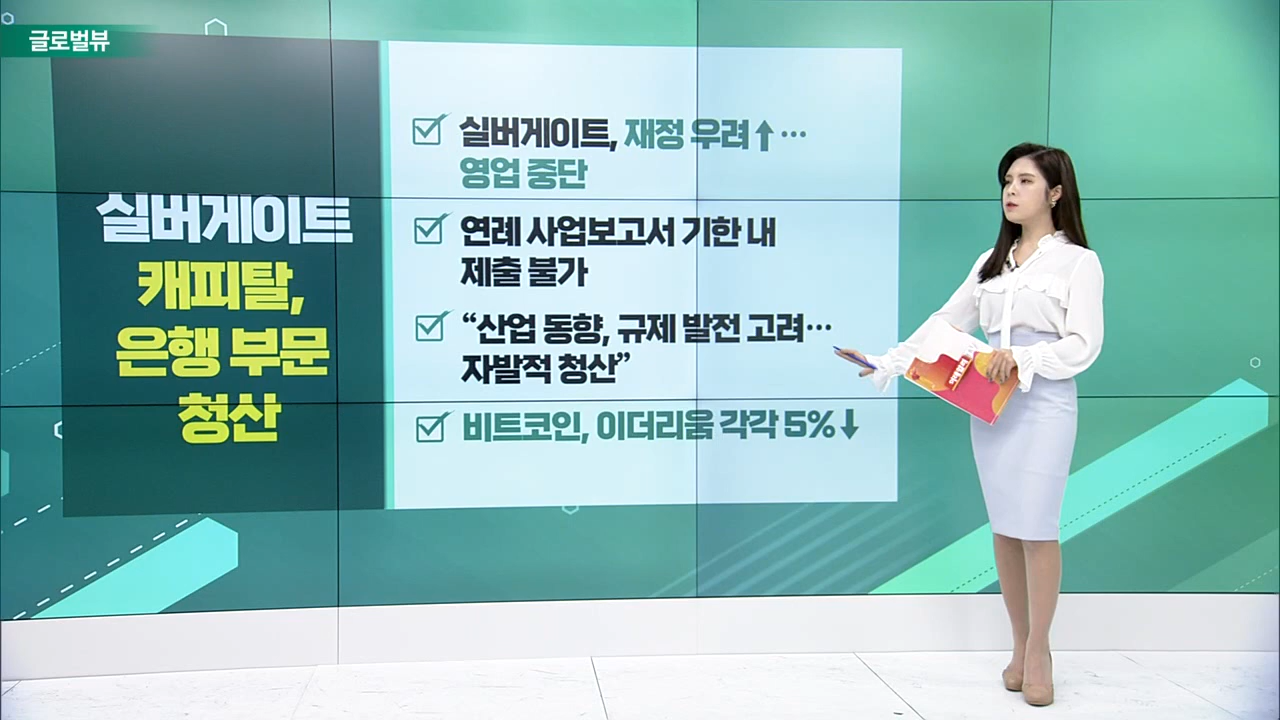 글로벌뷰
실버게이트
캐피탈,
은행 부문
청산
실버게이트, 재정 우려↑…
영업 중단
연례 사업보고서 기한 내
제출 불가
“산업 동향, 규제 발전 고려…
자발적 청산”
비트코인, 이더리움 각각 5%↓